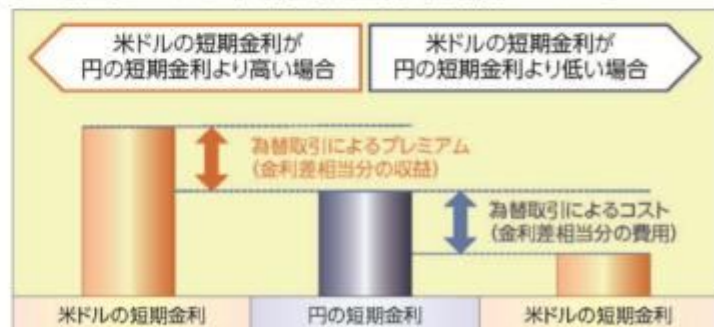 米ドルの短期金利が
円の短期金利より高い場合
米ドルの短期金利が
円の短期金利より低い場合
為替取引によるプレミアム
(金利差相当分の収益)
為替取引によるコスト
(金利差相当分の費用)
米ドルの短期金利
円の短期金利
米ドルの短期金利